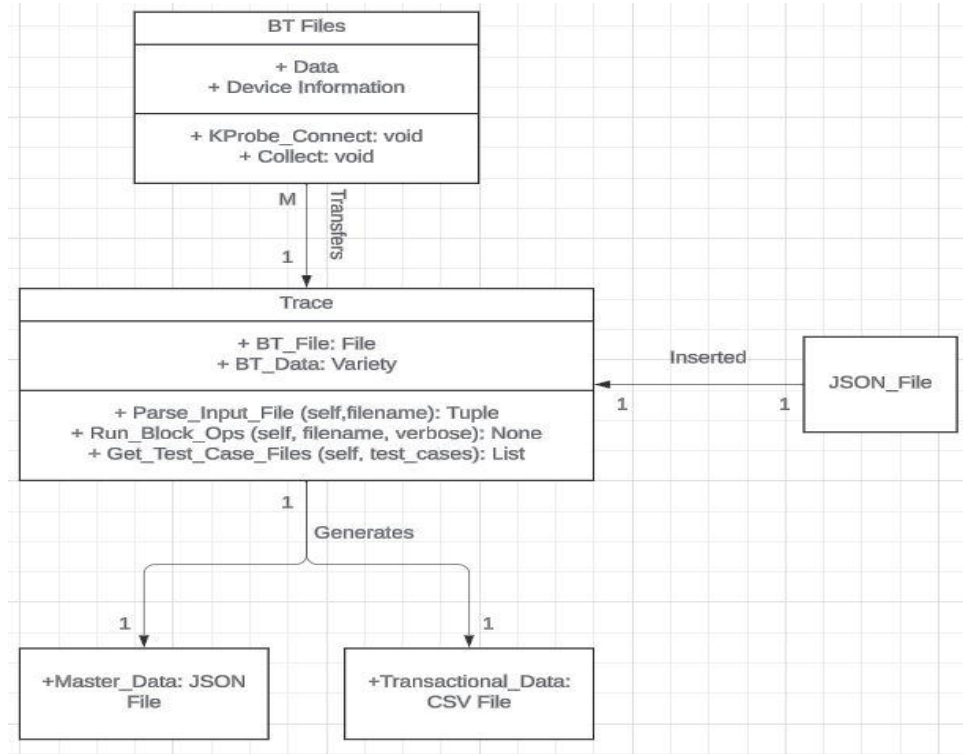 BT Files
+ Data
+ Device Information
+ KProbe_Connect: void
+ Collect: void
M
Transfers
1
Trace
+ BT_File: File
+ BT_Data: Variety
+ Parse_Input_File (self,filename): Tuple
+ Run_Block_Ops (self, filename, verbose): None
+ Get_Test_Case_Files (self, test_cases): List
Inserted
1
1
JSON_File
1
Generates
1
1
+Master_Data: JSON
File
+Transactional_Data:
CSV File